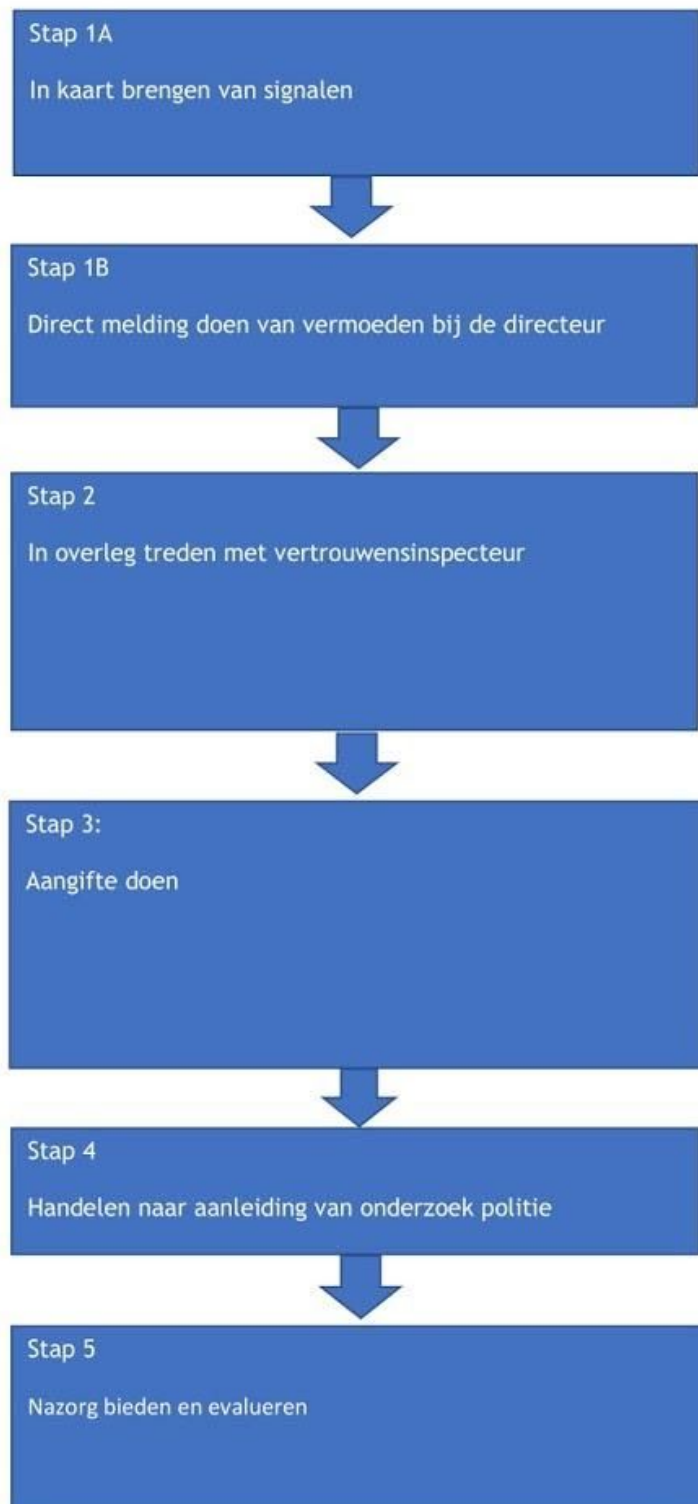 Stap 1A
In kaart brengen van signalen
Stap 1B
Direct melding doen van vermoeden bij de directeur
Stap 2
In overleg treden met vertrouwensinspecteur
Stap 3:
Aangifte doen
Stap 4
Handelen naar aanleiding van onderzoek politie
Stap 5
Nazorg bieden en evalueren